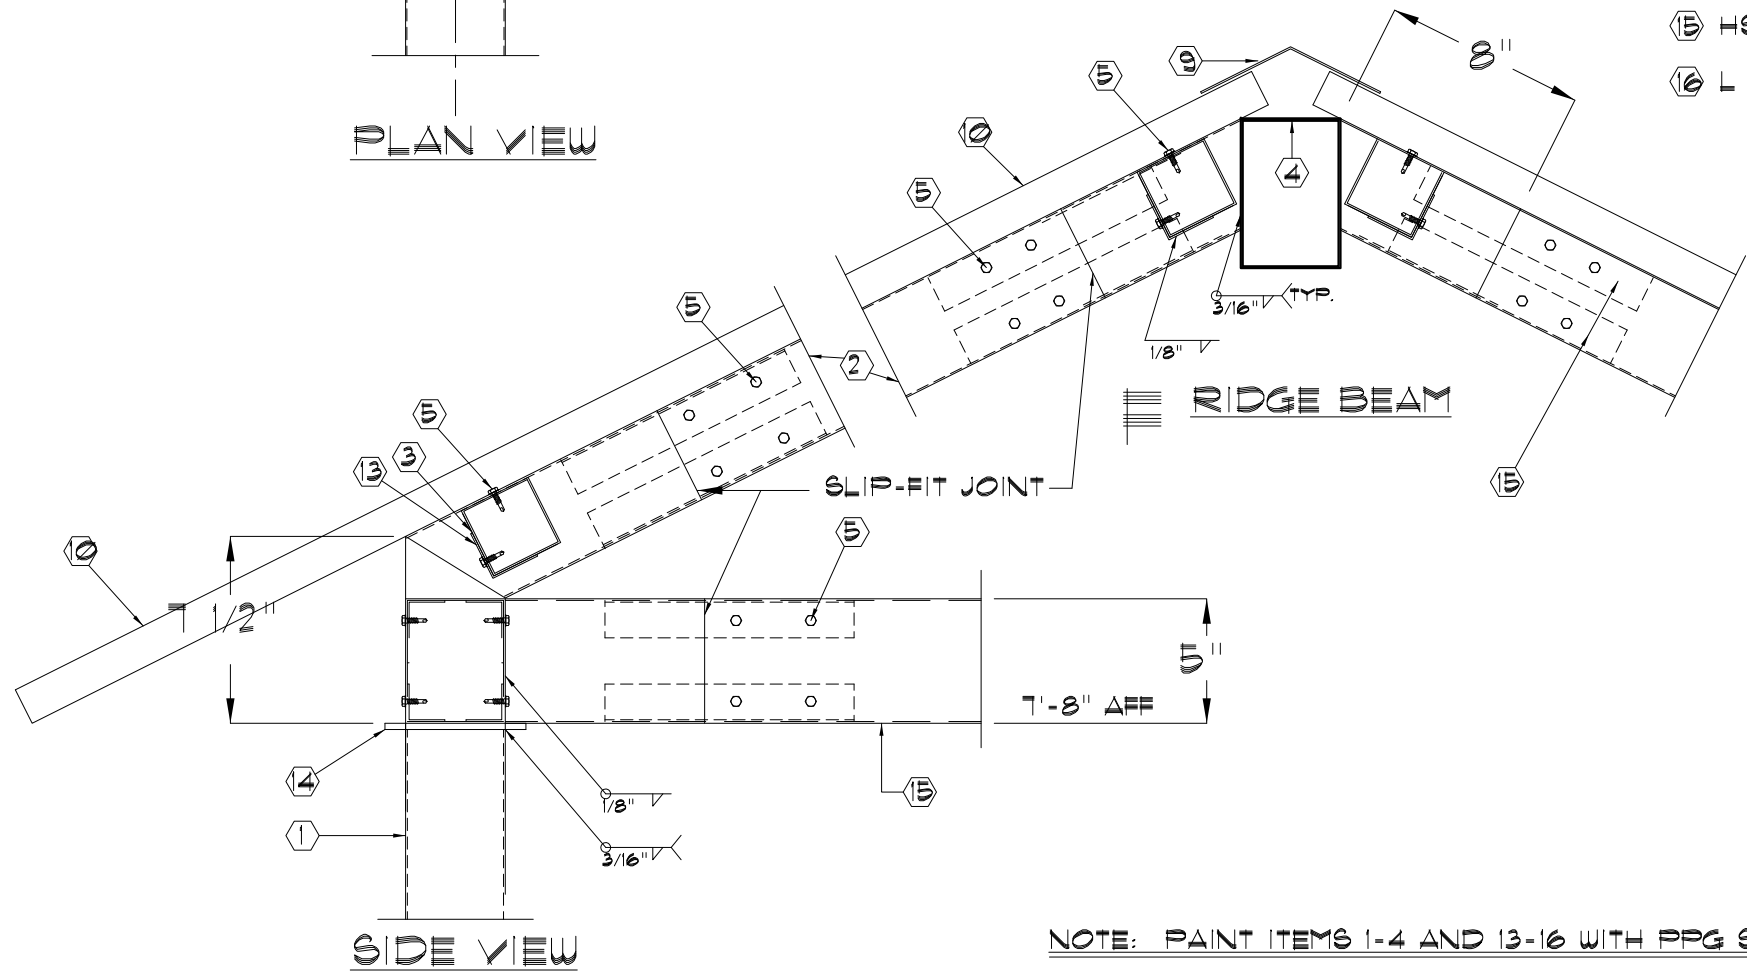 15 HS
16 L
PLAN VIEW
9
8"
5
10
4
5
3/16" TYP.
1/8"
5
2
E RIDGE BEAM
5
3
13
15
SLIP-FIT JOINT
10
5
7 1/2"
5"
7'-8" AFF
14
15
1/8"
1
3/16"
SIDE VIEW
NOTE: PAINT ITEMS 1-4 AND 13-16 WITH PPG S